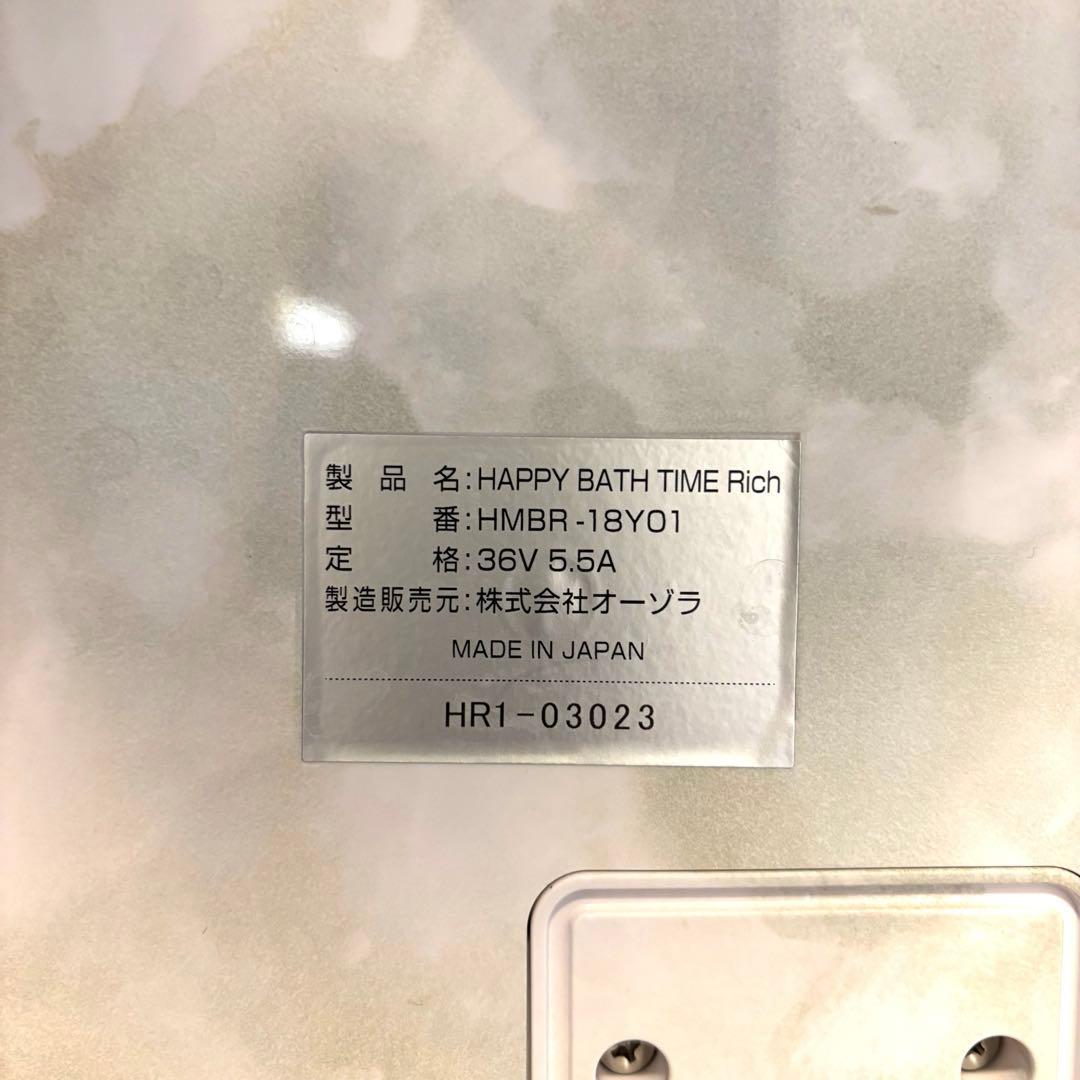 製品名:HAPPY BATH TIME Rich
型番:HMBR-18Y01
定格:36V 5.5A
製造販売元:株式会社オーゾラ
MADE IN JAPAN
HR1-03023